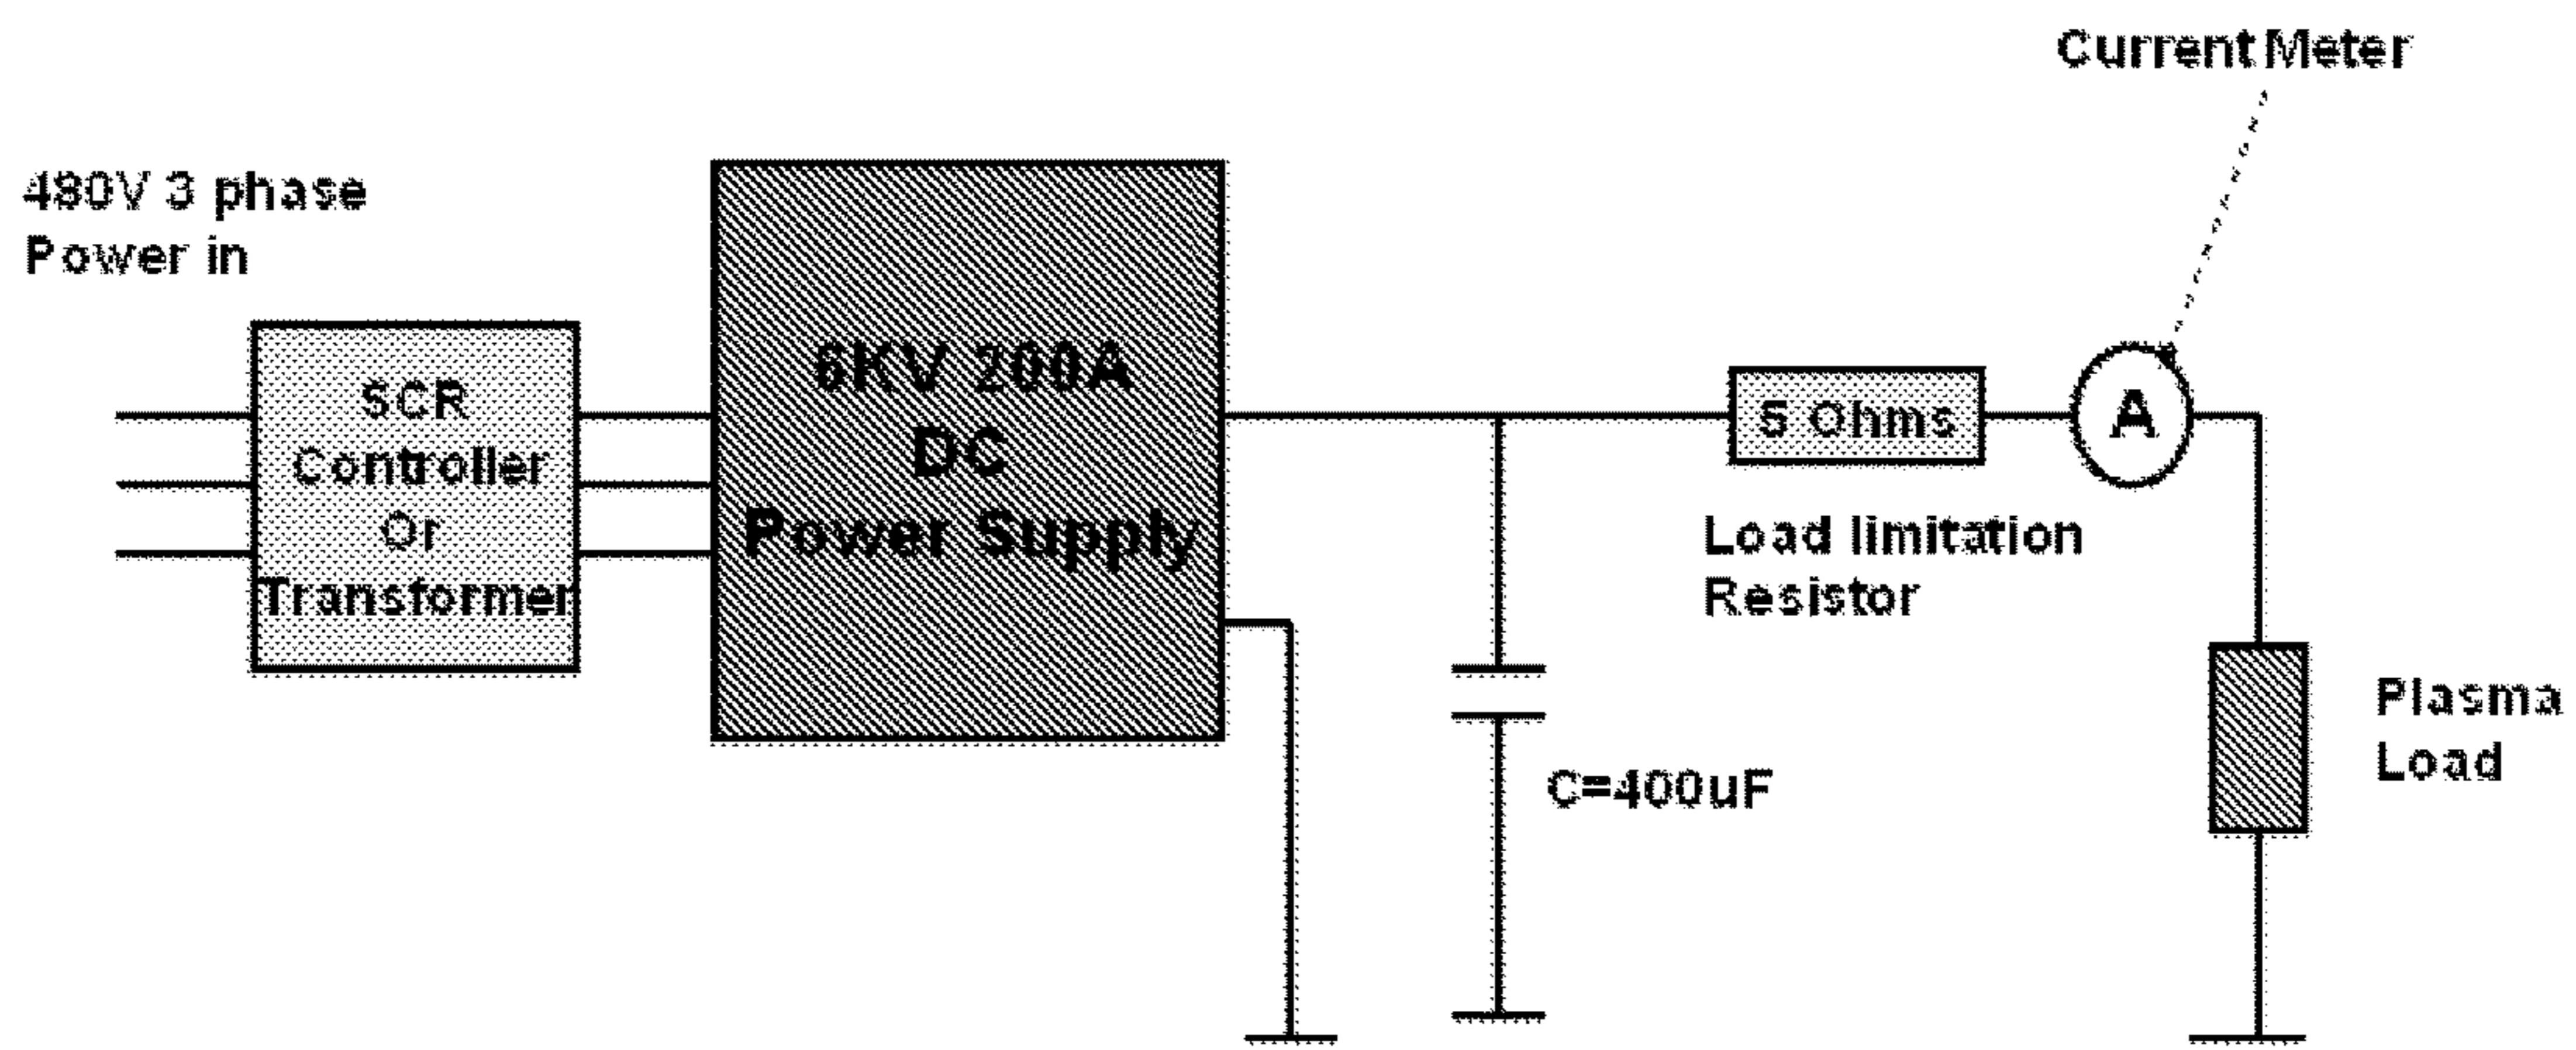 Current Meter
480V 3 phase
Power in
SCR
Controller
Or
Transformer
6KV 200A
DC
Power Supply
5 Ohms
A
Load limitation
Resistor
C=400uF
Plasma
Load